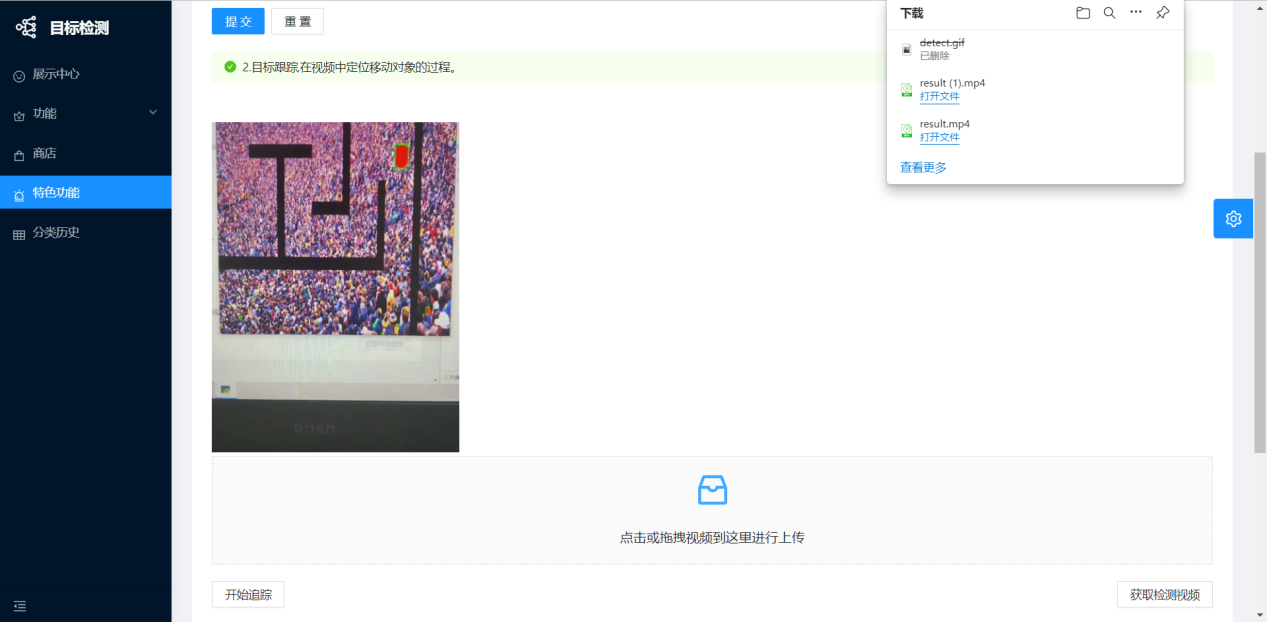 目标检测
展示中心
功能
商店
特色功能
分类历史
提 交
重 置
2.目标跟踪,在视频中定位移动对象的过程。
下载
detect.gif
已删除
result (1).mp4
打开文件
result.mp4
打开文件
查看更多
点击或拖拽视频到这里进行上传
开始追踪
获取检测视频